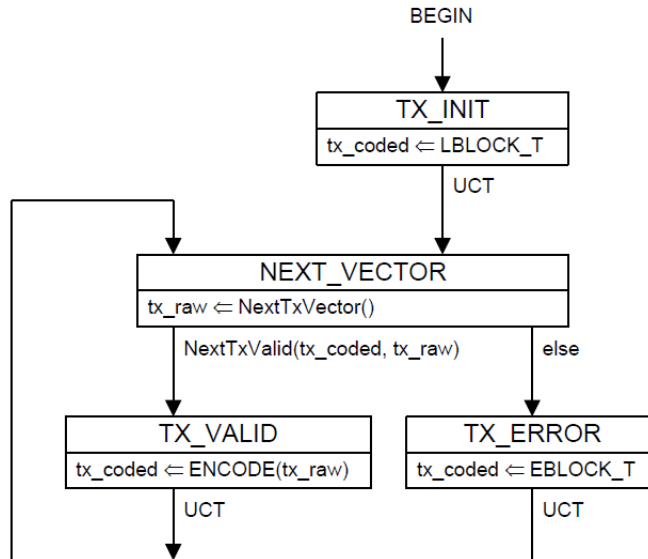 BEGIN
TX_INIT
tx_coded ⇐ LBLOCK_T
UCT
NEXT_VECTOR
tx_raw ⇐ NextTxVector()
NextTxValid(tx_coded, tx_raw)
else
TX_VALID
TX_ERROR
tx_coded ⇐ ENCODE(tx_raw)
tx_coded ⇐ EBLOCK_T
UCT
UCT